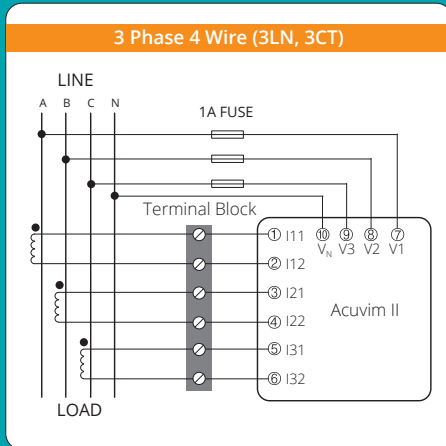 3 Phase 4 Wire (3LN, 3CT)
LINE
A B C N
1A FUSE
Terminal Block
① I11 ⑩ ⑨ ⑧ ⑦
VN V3 V2 V1
② I12
③ I21
Acuvim II
④ I22
⑤ I31
⑥ I32
LOAD